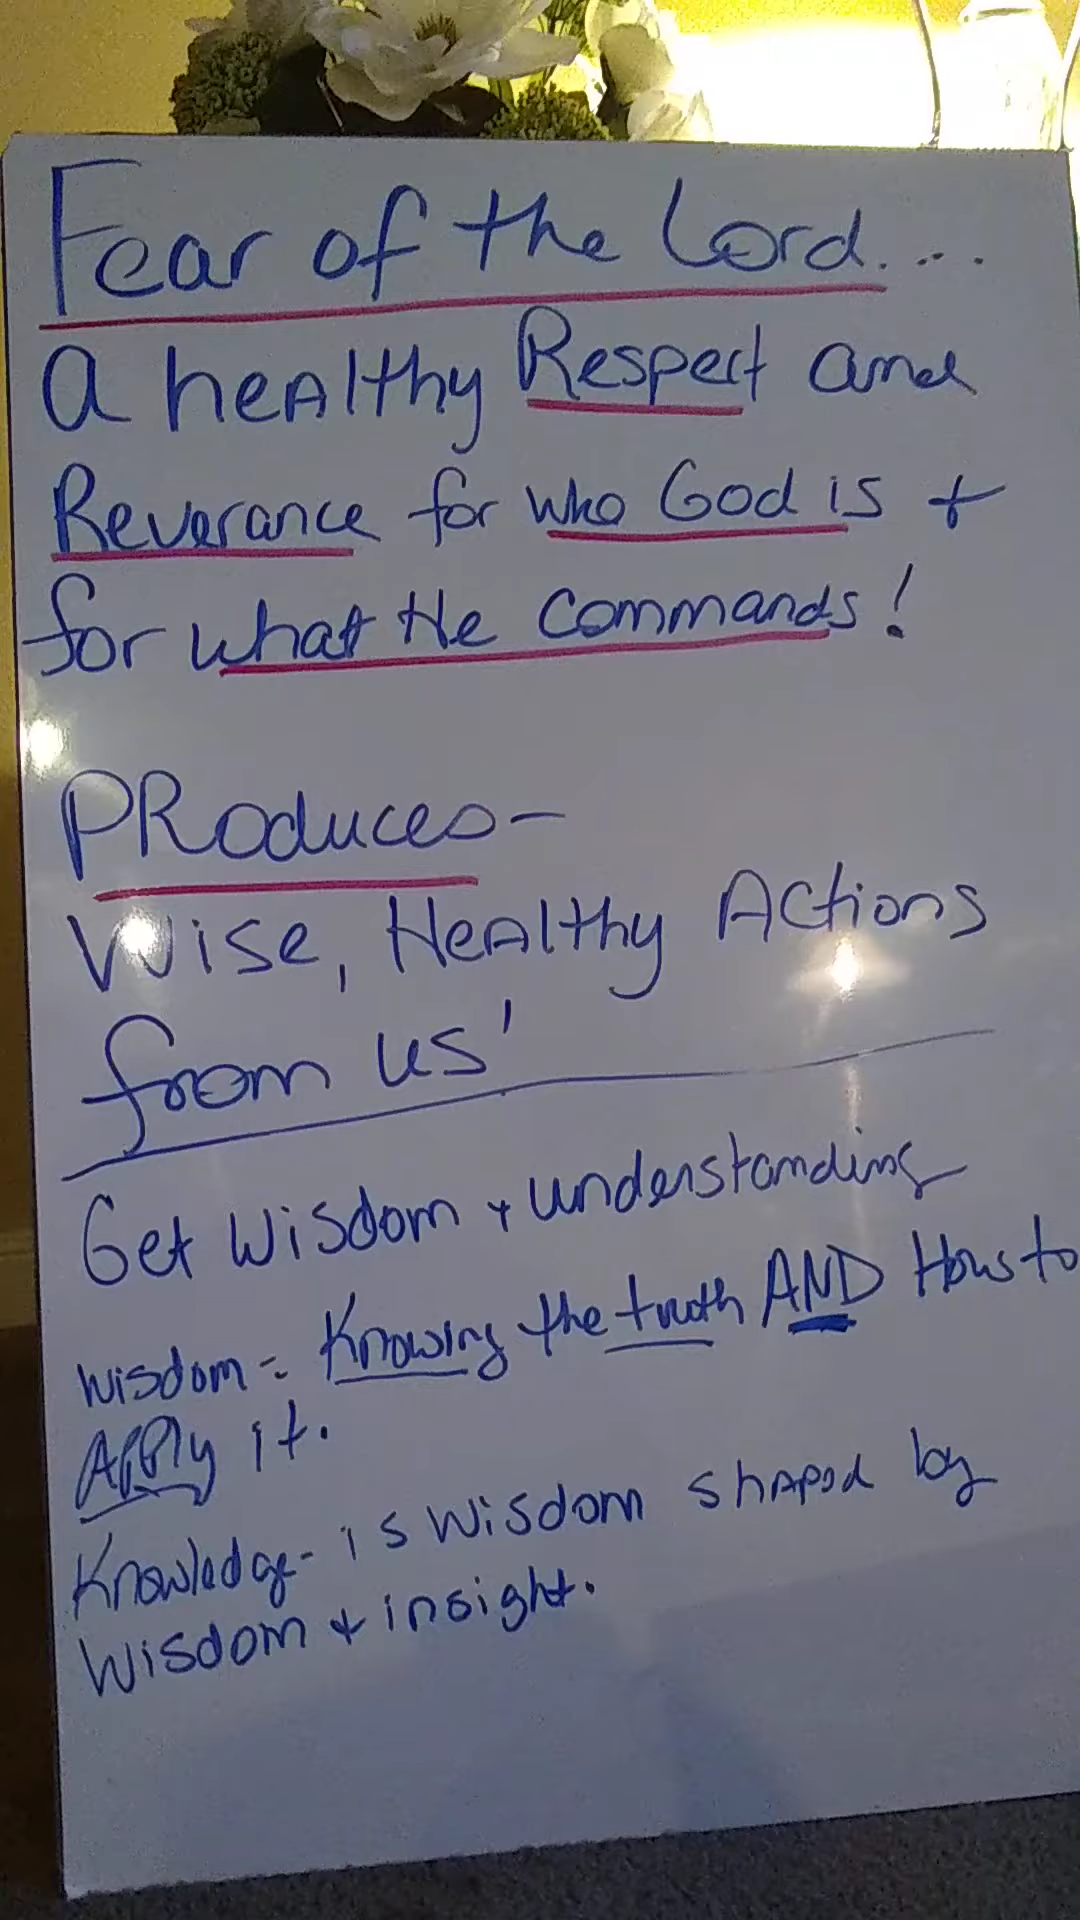 Fear of the Lord....
a heAlthy Respect and
Reverance for who God is +
for what He commands!
PRoduces-
Wise, HeAlthy Actions
from us'
Get Wisdom + understanding
Wisdom = Knowing the truth AND How to
APPly it.
Knowledge- is Wisdom shAped by
Wisdom + insight.